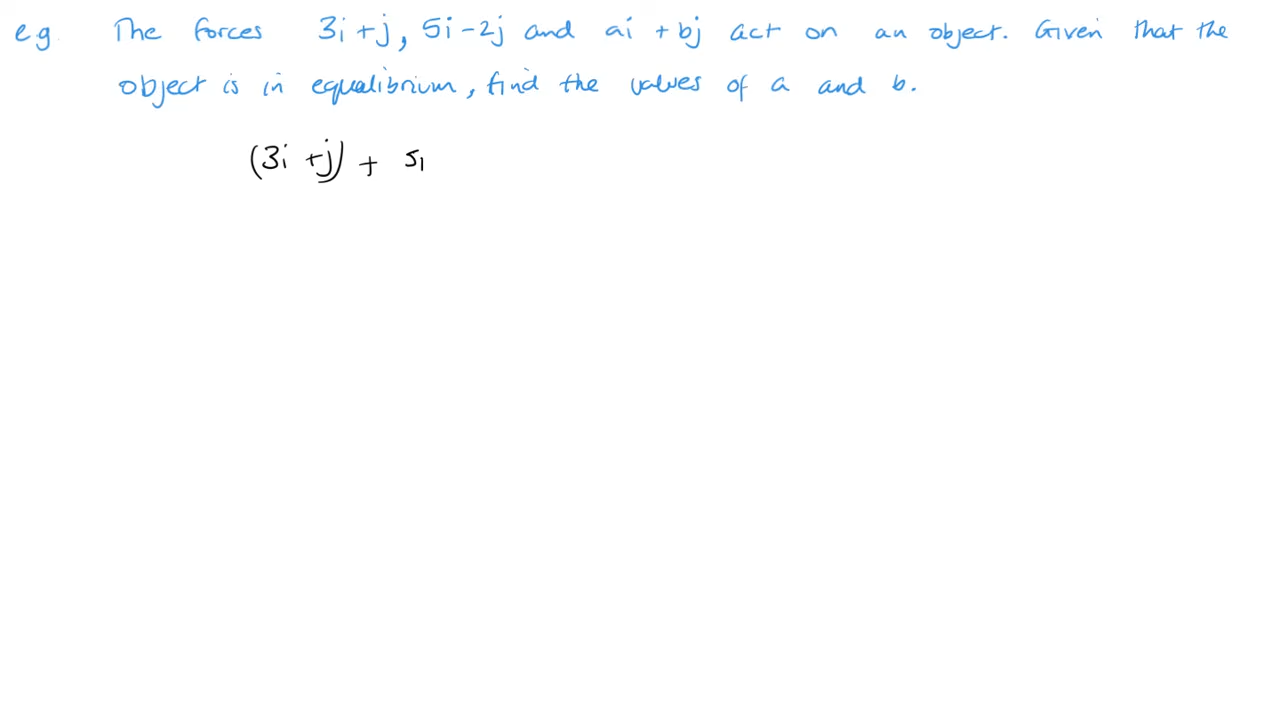 e.g. The forces 3i + j, 5i - 2j and ai + bj act on an object. Given that the
object is in equalibrium, find the values of a and b.
(3i + j) + 5i